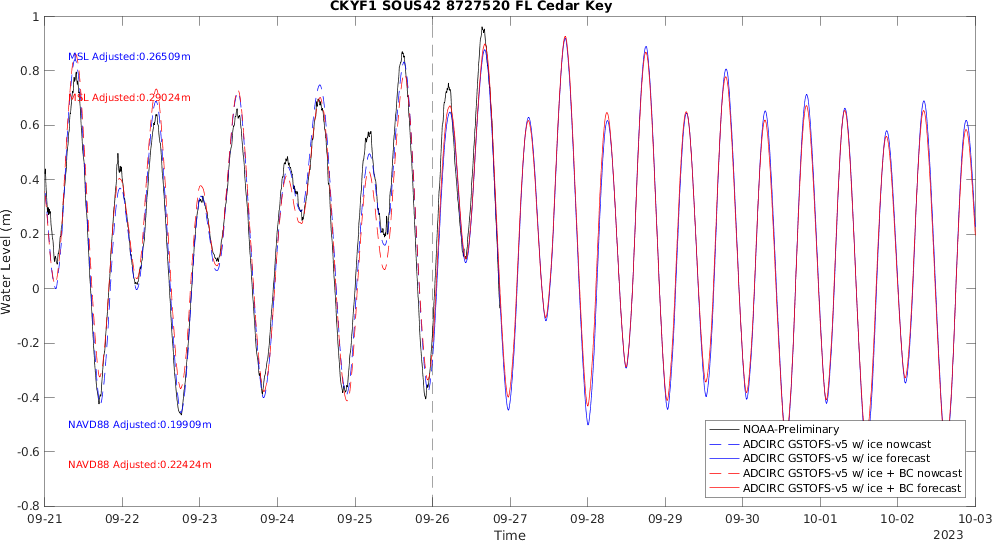 CKYF1 SOUS42 8727520 FL Cedar Key
1
0.8
0.6
0.4
0.2
0
-0.2
-0.4
-0.6
-0.8
Water Level (m)
MSL Adjusted:0.26509m
MSL Adjusted:0.29024m
NAVD88 Adjusted:0.19909m
NAVD88 Adjusted:0.22424m
NOAA-Preliminary
ADCIRC GSTOFS-v5 w/ ice nowcast
ADCIRC GSTOFS-v5 w/ ice forecast
ADCIRC GSTOFS-v5 w/ ice + BC nowcast
ADCIRC GSTOFS-v5 w/ ice + BC forecast
09-21 09-22 09-23 09-24 09-25 09-26 09-27 09-28 09-29 09-30 10-01 10-02 10-03
Time
2023